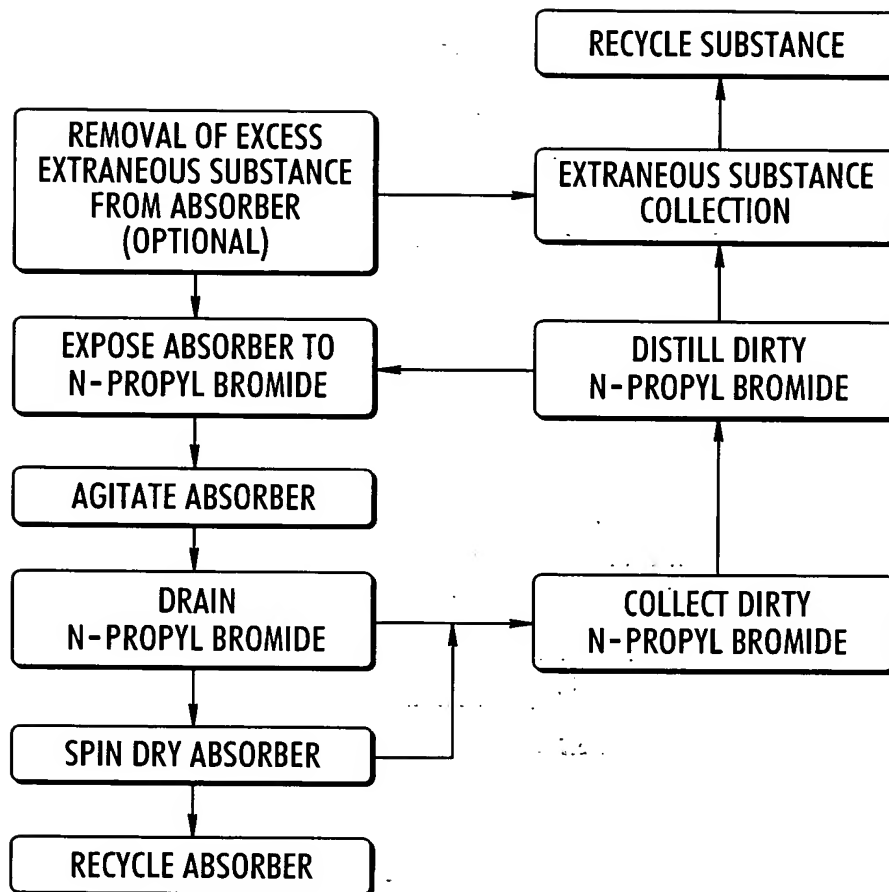 RECYCLE SUBSTANCE
REMOVAL OF EXCESS
EXTRANEOUS SUBSTANCE
FROM ABSORBER
(OPTIONAL)
EXTRANEOUS SUBSTANCE
COLLECTION
EXPOSE ABSORBER TO
N-PROPYL BROMIDE
DISTILL DIRTY
N-PROPYL BROMIDE
AGITATE ABSORBER
DRAIN
N-PROPYL BROMIDE
COLLECT DIRTY
N-PROPYL BROMIDE
SPIN DRY ABSORBER
RECYCLE ABSORBER